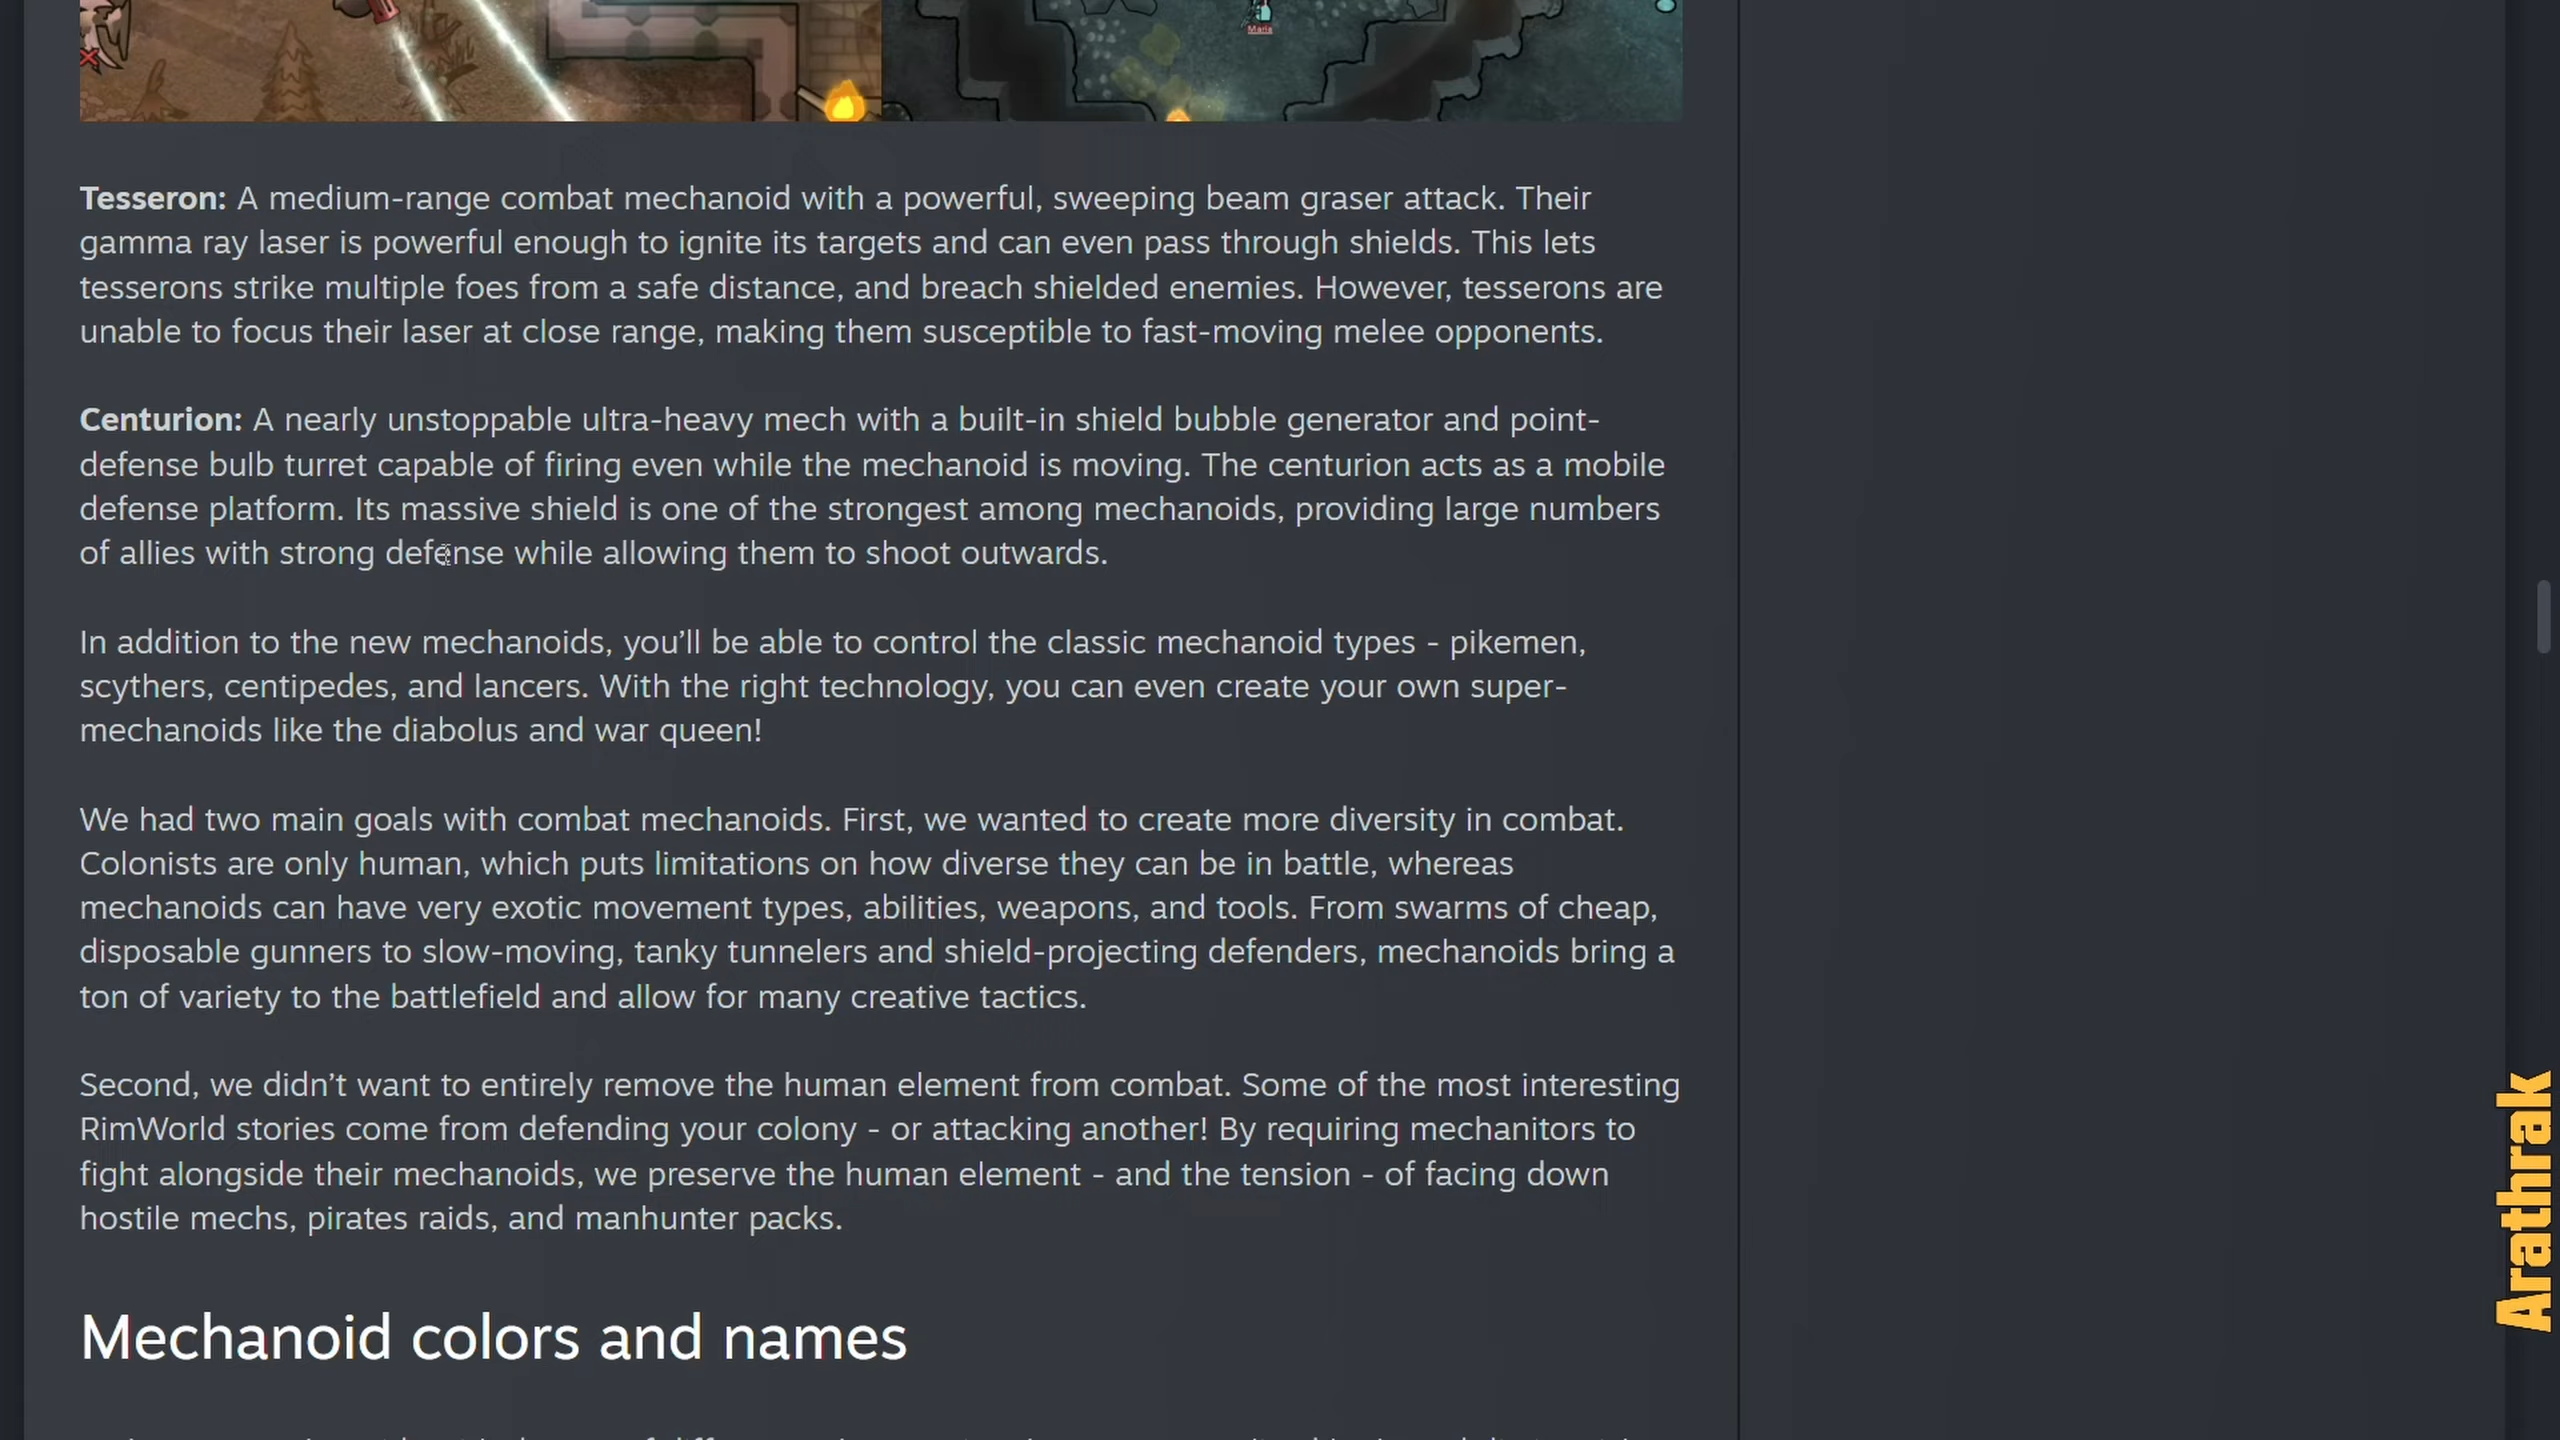 Maria
Tesseron: A medium-range combat mechanoid with a powerful, sweeping beam graser attack. Their
gamma ray laser is powerful enough to ignite its targets and can even pass through shields. This lets
tesserons strike multiple foes from a safe distance, and breach shielded enemies. However, tesserons are
unable to focus their laser at close range, making them susceptible to fast-moving melee opponents.
Centurion: A nearly unstoppable ultra-heavy mech with a built-in shield bubble generator and point-
defense bulb turret capable of firing even while the mechanoid is moving. The centurion acts as a mobile
defense platform. Its massive shield is one of the strongest among mechanoids, providing large numbers
of allies with strong defense while allowing them to shoot outwards.
In addition to the new mechanoids, you’ll be able to control the classic mechanoid types - pikemen,
scythers, centipedes, and lancers. With the right technology, you can even create your own super-
mechanoids like the diabolus and war queen!
We had two main goals with combat mechanoids. First, we wanted to create more diversity in combat.
Colonists are only human, which puts limitations on how diverse they can be in battle, whereas
mechanoids can have very exotic movement types, abilities, weapons, and tools. From swarms of cheap,
disposable gunners to slow-moving, tanky tunnelers and shield-projecting defenders, mechanoids bring a
ton of variety to the battlefield and allow for many creative tactics.
Second, we didn’t want to entirely remove the human element from combat. Some of the most interesting
RimWorld stories come from defending your colony - or attacking another! By requiring mechanitors to
fight alongside their mechanoids, we preserve the human element - and the tension - of facing down
hostile mechs, pirates raids, and manhunter packs.
Mechanoid colors and names
Arathrak